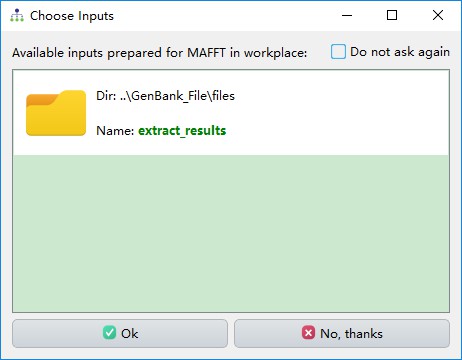 Choose Inputs
Available inputs prepared for MAFFT in workplace: Do not ask again
Dir: ..\GenBank_File\files
Name: extract_results
Ok No, thanks